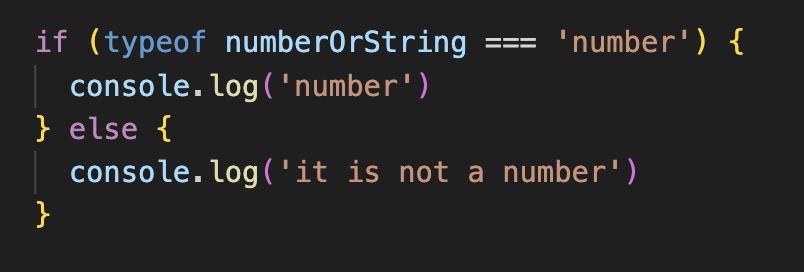 if (typeof numberOrString === 'number') {
  console.log('number')
} else {
  console.log('it is not a number')
}